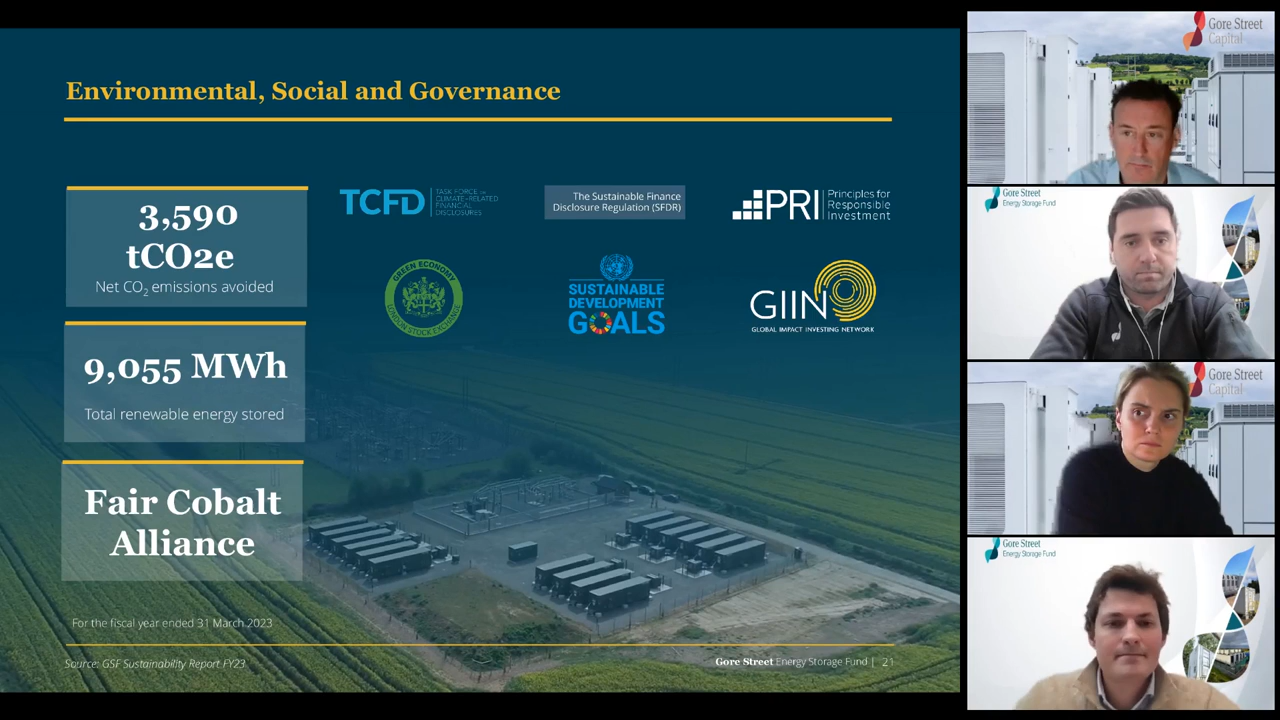 Environmental, Social and Governance
3,590
tCO2e
Net CO₂ emissions avoided
9,055 MWh
Total renewable energy stored
Fair Cobalt
Alliance
TCFD
TASK FORCE ON
CLIMATE-RELATED
FINANCIAL
DISCLOSURES
The Sustainable Finance
Disclosure Regulation (SFDR)
PRI
Principles for
Responsible
Investment
GREEN ECONOMY
LONDON STOCK EXCHANGE
SUSTAINABLE
DEVELOPMENT
GOALS
GIIN
GLOBAL IMPACT INVESTING NETWORK
For the fiscal year ended 31 March 2023
Source: GSF Sustainability Report FY23
Gore Street Energy Storage Fund | 21
Gore Street
Capital
Gore Street
Energy Storage Fund
Gore Street
Capital
Gore Street
Energy Storage Fund